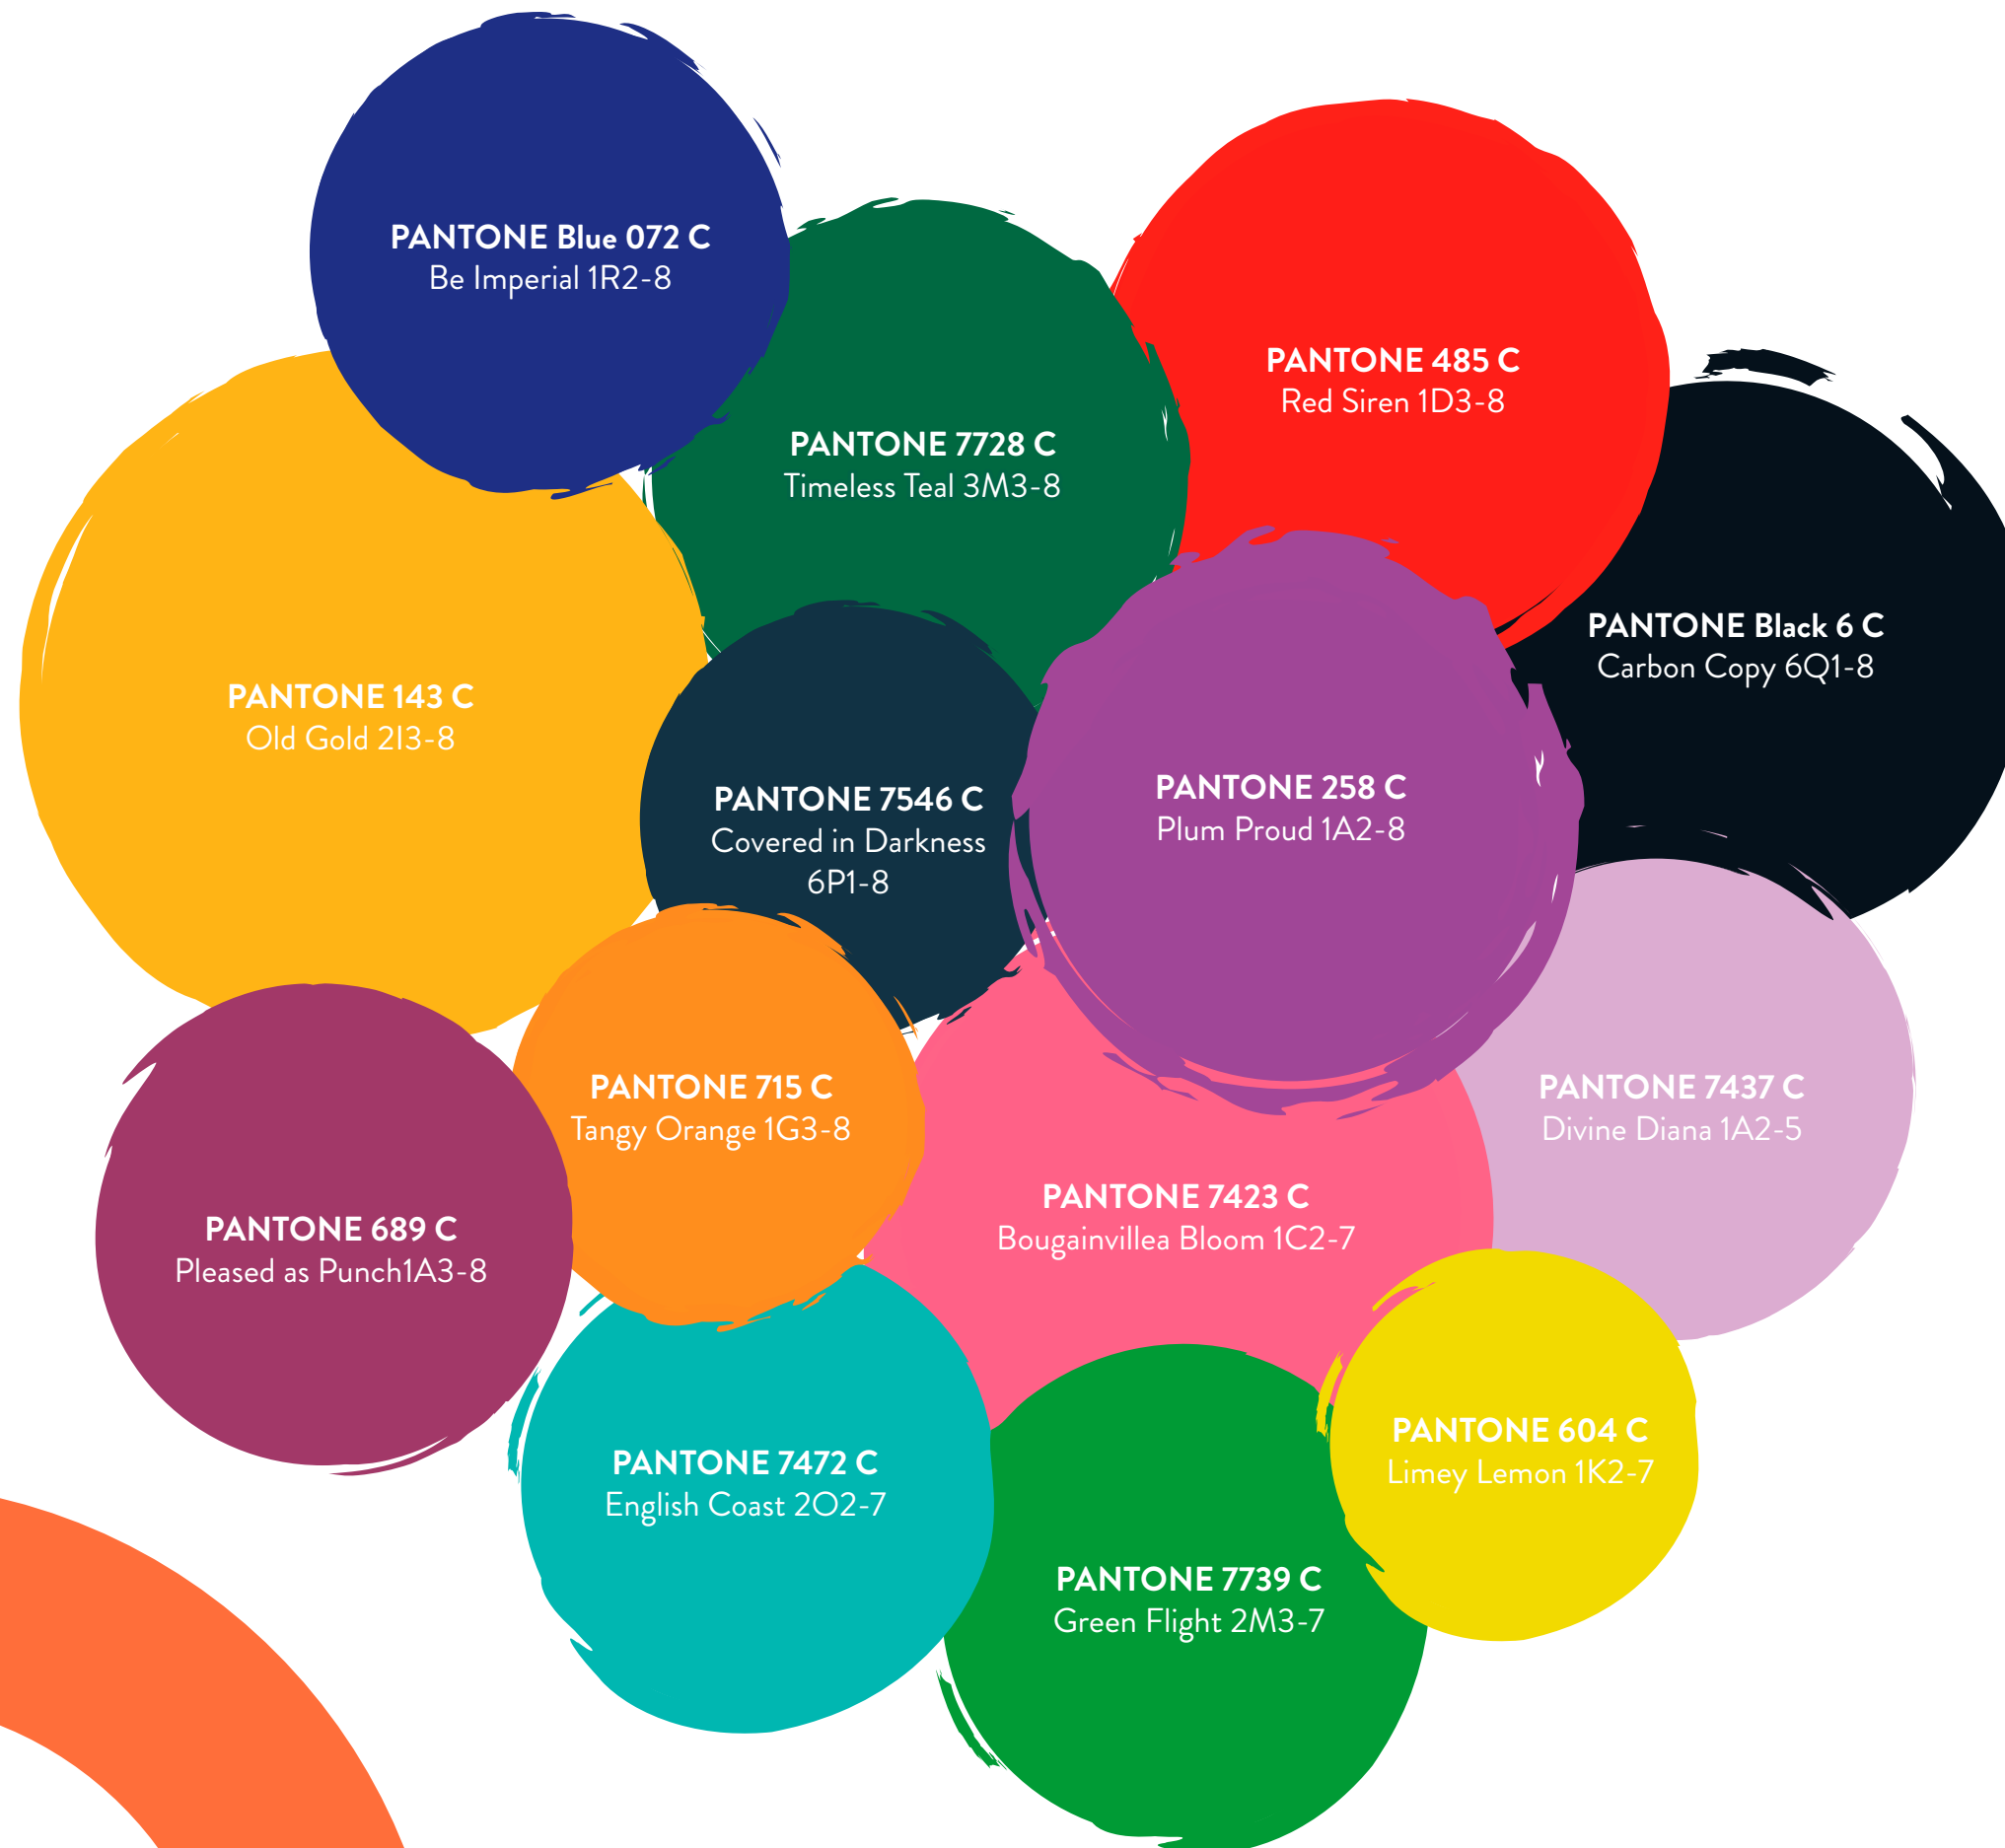 PANTONE Blue 072 C
Be Imperial 1R2-8
PANTONE 485 C
Red Siren 1D3-8
PANTONE 7728 C
Timeless Teal 3M3-8
PANTONE Black 6 C
Carbon Copy 6Q1-8
PANTONE 143 C
Old Gold 2I3-8
PANTONE 7546 C
Covered in Darkness
6P1-8
PANTONE 258 C
Plum Proud 1A2-8
PANTONE 715 C
Tangy Orange 1G3-8
PANTONE 7437 C
Divine Diana 1A2-5
PANTONE 7423 C
Bougainvillea Bloom 1C2-7
PANTONE 689 C
Pleased as Punch1A3-8
PANTONE 604 C
Limey Lemon 1K2-7
PANTONE 7472 C
English Coast 2O2-7
PANTONE 7739 C
Green Flight 2M3-7